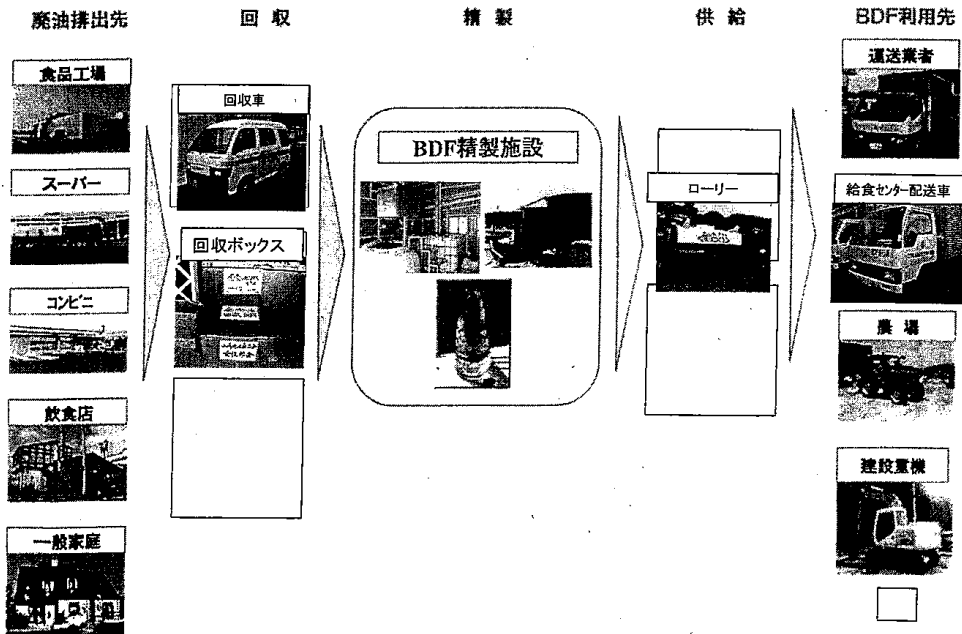 廃油排出先
回収
精製
供給
BDF利用先
食品工場
スーパー
コンビニ
飲食店
一般家庭
回収車
回収ボックス
BDF精製施設
ローリー
運送業者
給食センター配送車
農場
建設重機